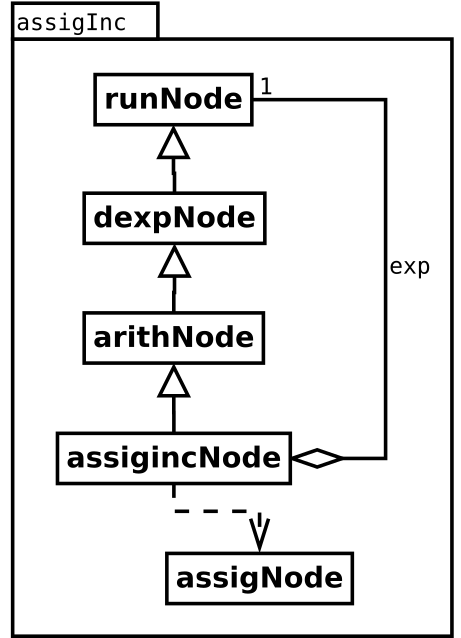 assigInc
runNode
1
dexpNode
exp
arithNode
assigincNode
assigNode